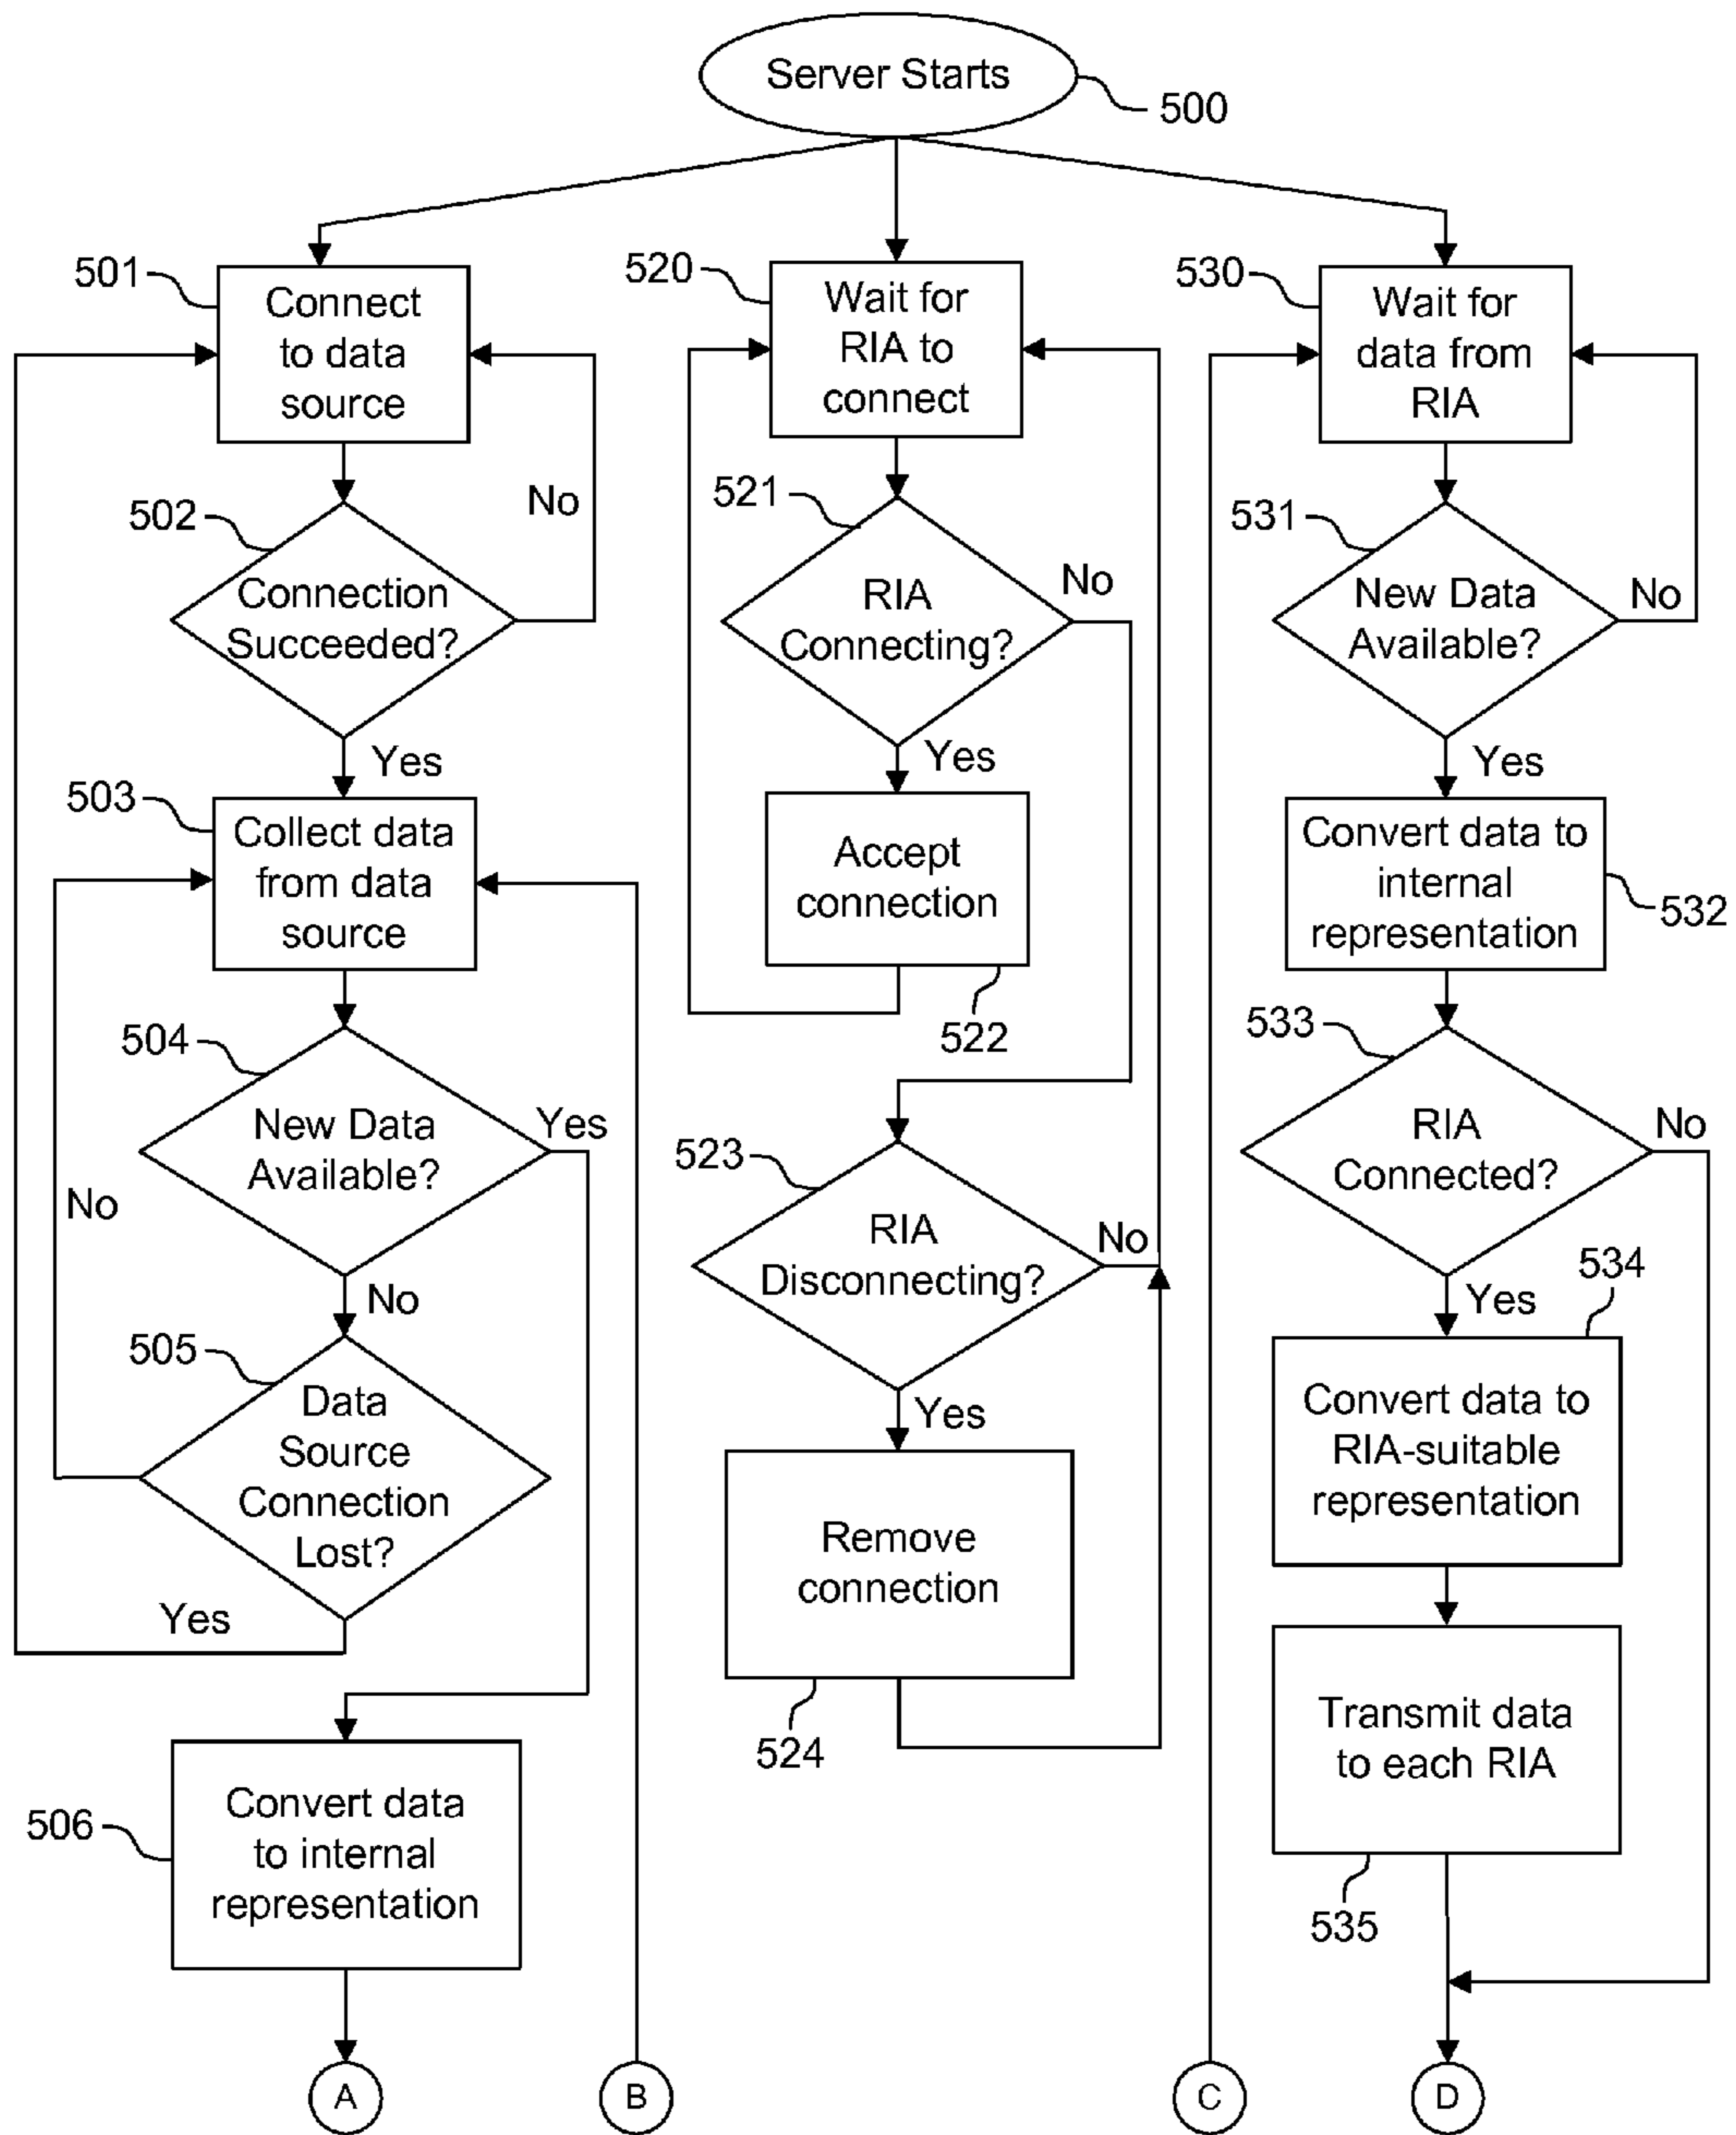 Server Starts
500
501
Connect
to data
source
502
Connection
Succeeded?
No
Yes
503
Collect data
from data
source
504
New Data
Available?
Yes
No
No
505
Data
Source
Connection
Lost?
Yes
506
Convert data
to internal
representation
A
B
520
Wait for
RIA to
connect
521
RIA
Connecting?
No
Yes
Accept
connection
522
523
RIA
Disconnecting?
No
Yes
Remove
connection
524
530
Wait for
data from
RIA
531
New Data
Available?
No
Yes
Convert data to
internal
representation
532
533
RIA
Connected?
No
Yes
534
Convert data to
RIA-suitable
representation
Transmit data
to each RIA
535
C
D